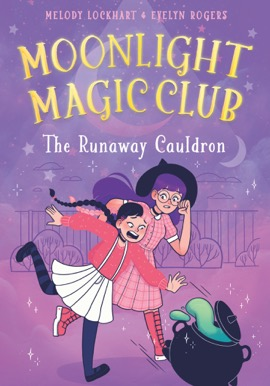 MELODY LOCKHART & EVELYN ROGERS
MOONLIGHT
MAGIC CLUB
The Runaway Cauldron